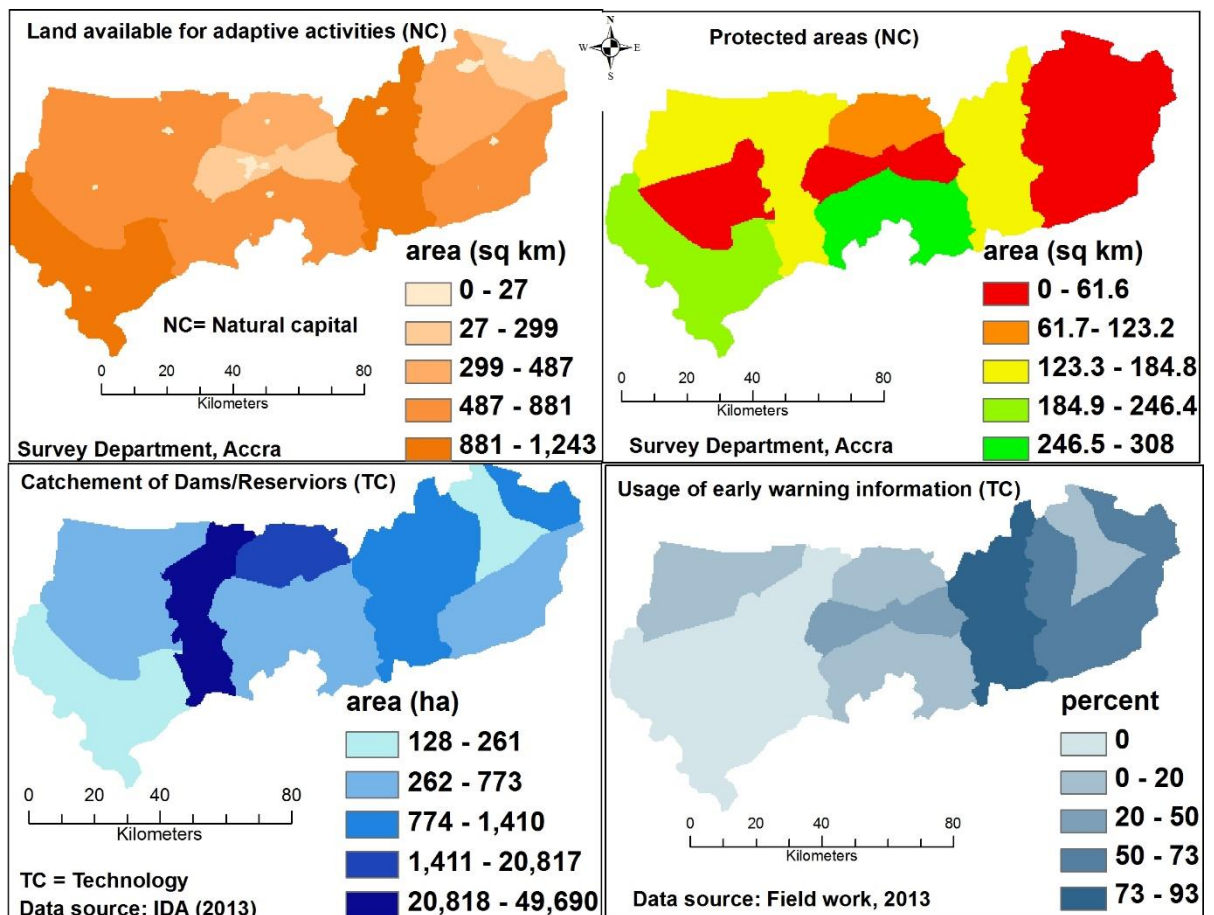 Land available for adaptive activities (NC)
area (sq km)
0 - 27
27 - 299
299 - 487
487 - 881
881 - 1,243
NC= Natural capital
0 20 40 60 80
Kilometers
Survey Department, Accra
N
W E
S
Protected areas (NC)
area (sq km)
0 - 61.6
61.7- 123.2
123.3 - 184.8
184.9 - 246.4
246.5 - 308
0 20 40 60 80
Kilometers
Survey Department, Accra
Catchement of Dams/Reserviors (TC)
area (ha)
128 - 261
262 - 773
774 - 1,410
1,411 - 20,817
20,818 - 49,690
0 20 40 60 80
Kilometers
TC = Technology
Data source: IDA (2013)
Usage of early warning information (TC)
percent
0
0 - 20
20 - 50
50 - 73
73 - 93
0 20 40 60 80
Kilometers
Data source: Field work, 2013